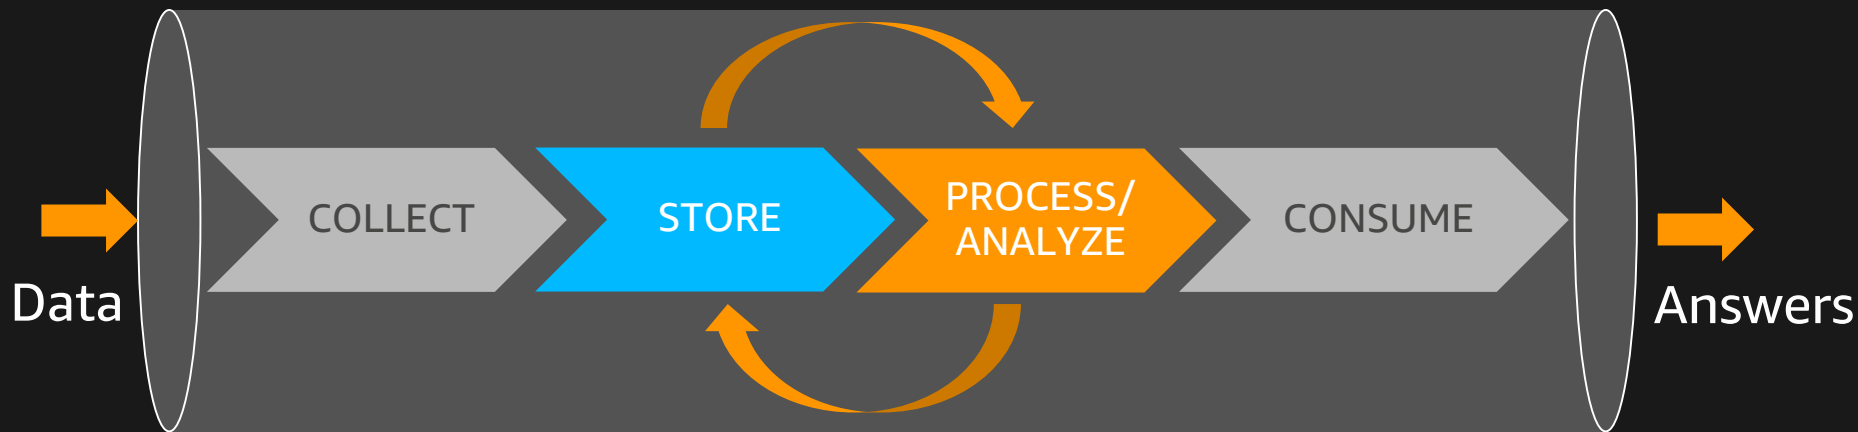 Data
COLLECT
STORE
PROCESS/
ANALYZE
CONSUME
Answers